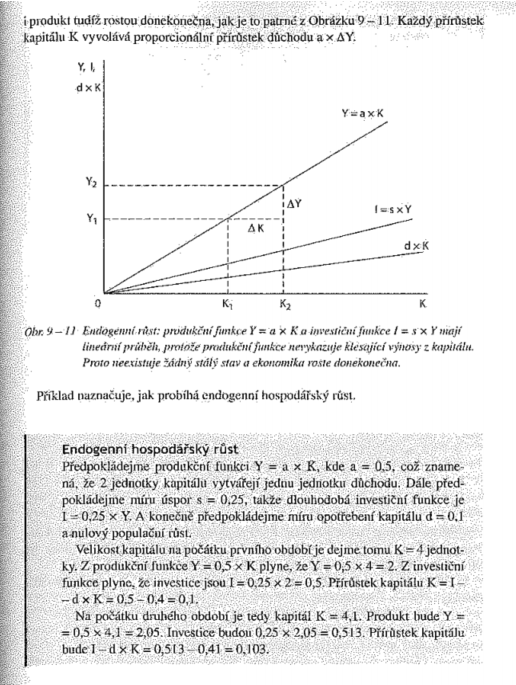 i produkt tudíž rostou donekonečna, jak je to patrné z Obrázku 9 – 11. Každý přírůstek
kapitálu K vyvolává proporcionální přírůstek důchodu a × ΔY.
Y, I,
d × K
Y = a × K
Y2
ΔY
I = s × Y
Y1
ΔK
d × K
0
K1
K2
K
Obr. 9 – 11 Endogenní růst: produkční funkce Y = a × K a investiční funkce I = s × Y mají
lineární průběh, protože produkční funkce nevykazuje klesající výnosy z kapitálu.
Proto neexistuje žádný stálý stav a ekonomika roste donekonečna.
Příklad naznačuje, jak probíhá endogenní hospodářský růst.
Endogenní hospodářský růst
Předpokládejme produkční funkci Y = a × K, kde a = 0,5, což zname-
ná, že 2 jednotky kapitálu vytvářejí jednu jednotku důchodu. Dále před-
pokládejme míru úspor s = 0,25, takže dlouhodobá investiční funkce je
I = 0,25 × Y. A konečně předpokládejme míru opotřebení kapitálu d = 0,1
a nulový populační růst.
Velikost kapitálu na počátku prvního období je dejme tomu K = 4 jednot-
ky. Z produkční funkce Y = 0,5 × K plyne, že Y = 0,5 × 4 = 2. Z investiční
funkce plyne, že investice jsou I = 0,25 × 2 = 0,5. Přírůstek kapitálu K = I –
– d × K = 0,5 – 0,4 = 0,1.
Na počátku druhého období je tedy kapitál K = 4,1. Produkt bude Y =
= 0,5 × 4,1 = 2,05. Investice budou 0,25 × 2,05 = 0,513. Přírůstek kapitálu
bude I – d × K = 0,513 – 0,41 = 0,103.